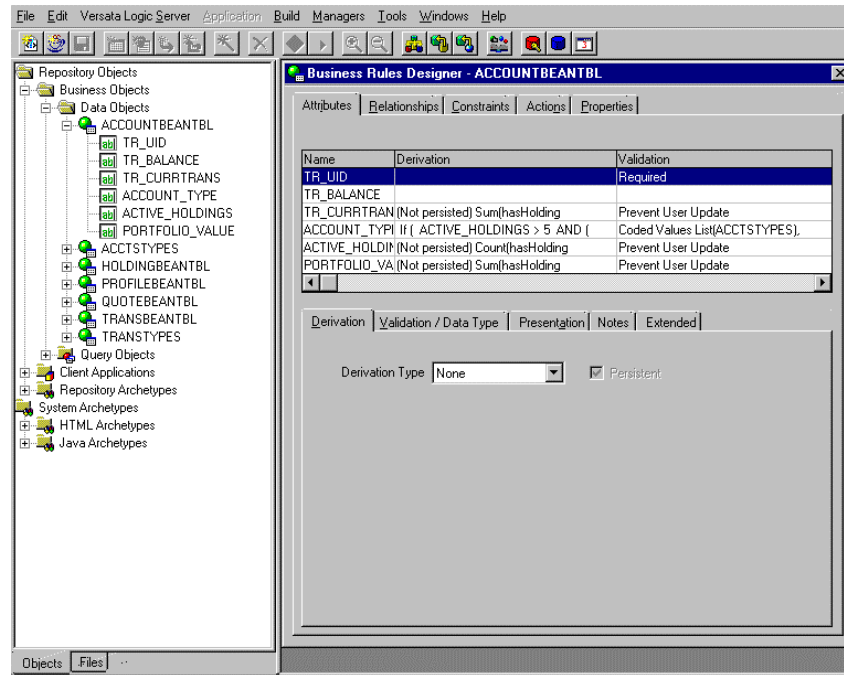 File Edit Versata Logic Server Application Build Managers Tools Windows Help
Repository Objects
Business Objects
Data Objects
ACCOUNTBEANTBL
TR_UID
TR_BALANCE
TR_CURRTRANS
ACCOUNT_TYPE
ACTIVE_HOLDINGS
PORTFOLIO_VALUE
ACCTSTYPES
HOLDINGBEANTBL
PROFILEBEANTBL
QUOTEBEANTBL
TRANSBEANTBL
TRANSTYPES
Query Objects
Client Applications
Repository Archetypes
System Archetypes
HTML Archetypes
Java Archetypes
Objects Files
Business Rules Designer - ACCOUNTBEANTBL
Attributes Relationships Constraints Actions Properties
Name Derivation Validation
TR_UID Required
TR_BALANCE
TR_CURRTRAN (Not persisted) Sum(hasHolding Prevent User Update
ACCOUNT_TYPI If ( ACTIVE_HOLDINGS > 5 AND ( Coded Values List(ACCTSTYPES),
ACTIVE_HOLDIN (Not persisted) Count(hasHolding Prevent User Update
PORTFOLIO_VA (Not persisted) Sum(hasHolding Prevent User Update
Derivation Validation / Data Type Presentation Notes Extended
Derivation Type None Persistent